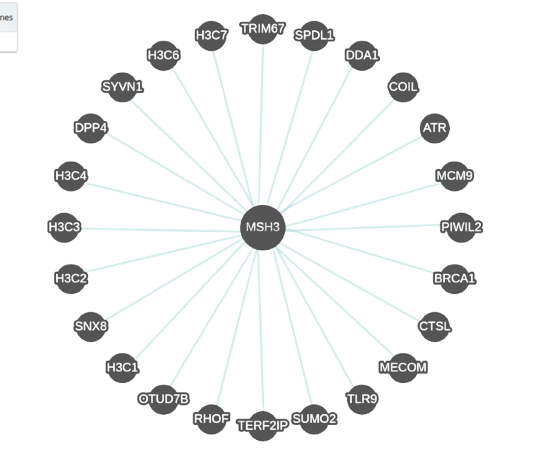 nes
TRIM67
SPDL1
H3C7
DDA1
H3C6
COIL
SYVN1
ATR
DPP4
MCM9
H3C4
PIWIL2
MSH3
H3C3
BRCA1
H3C2
CTSL
SNX8
MECOM
H3C1
TLR9
OTUD7B
SUMO2
RHOF
TERF2IP